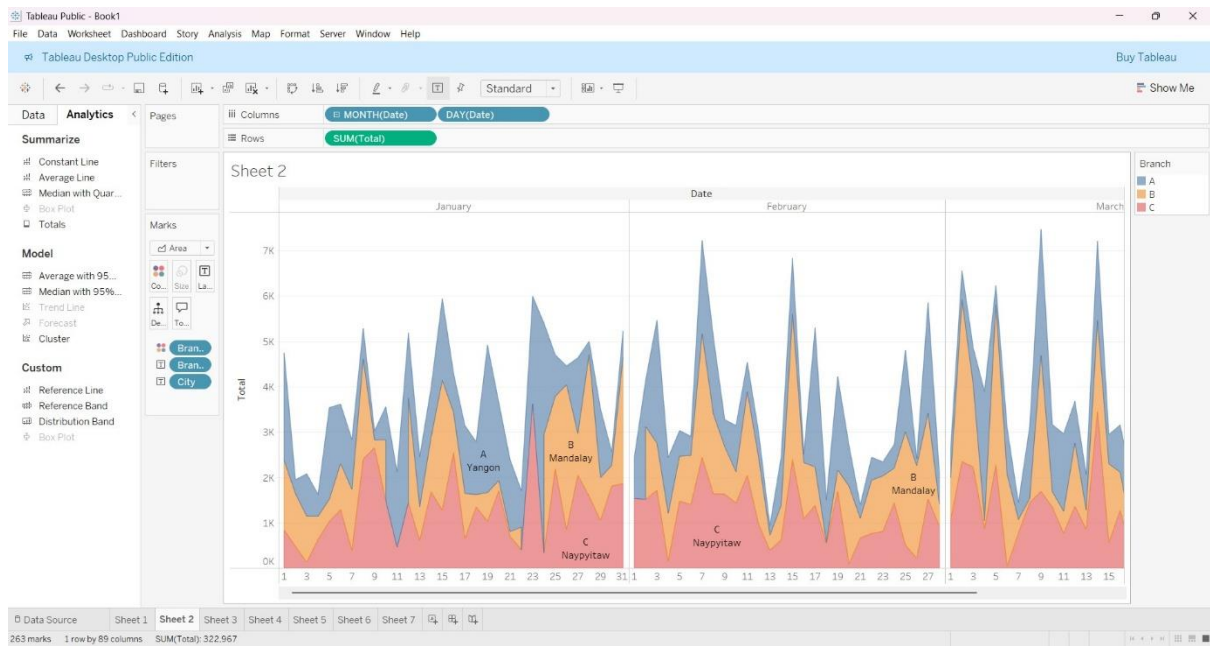 Tableau Public - Book1
File Data Worksheet Dashboard Story Analysis Map Format Server Window Help
Tableau Desktop Public Edition
Buy Tableau
Standard
Show Me
Data Analytics
Summarize
Constant Line
Average Line
Median with Quar...
Box Plot
Totals
Model
Average with 95...
Median with 95%...
Trend Line
Forecast
Cluster
Custom
Reference Line
Reference Band
Distribution Band
Box Plot
Pages
Filters
Marks
Area
Co... Size La...
De... To...
Bran..
Bran..
City
Columns MONTH(Date) DAY(Date)
Rows SUM(Total)
Sheet 2
Date
January February March
Total
7K
6K
5K
4K
3K
2K
1K
0K
A
Yangon
B
Mandalay
C
Naypyitaw
C
Naypyitaw
B
Mandalay
1 3 5 7 9 11 13 15 17 19 21 23 25 27 29 31 1 3 5 7 9 11 13 15 17 19 21 23 25 27 1 3 5 7 9 11 13 15
Branch
A
B
C
Data Source Sheet 1 Sheet 2 Sheet 3 Sheet 4 Sheet 5 Sheet 6 Sheet 7
263 marks 1 row by 89 columns SUM(Total): 322,967